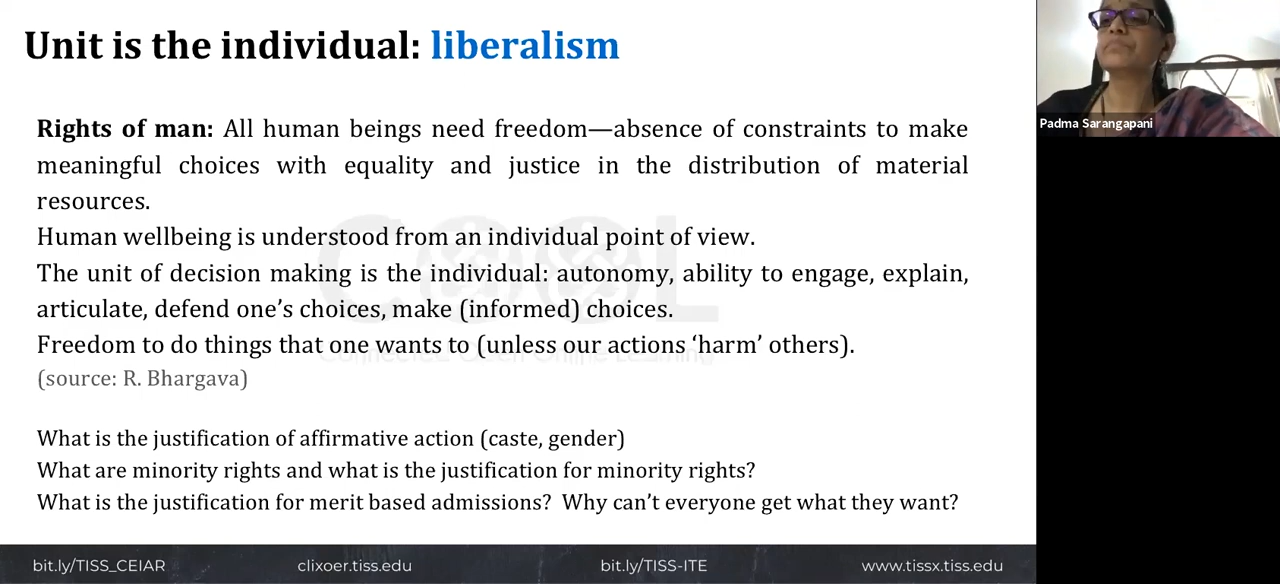 Unit is the individual: liberalism
Padma Sarangapani
Rights of man: All human beings need freedom—absence of constraints to make
meaningful choices with equality and justice in the distribution of material
resources.
Human wellbeing is understood from an individual point of view.
The unit of decision making is the individual: autonomy, ability to engage, explain,
articulate, defend one’s choices, make (informed) choices.
Freedom to do things that one wants to (unless our actions ‘harm’ others).
(source: R. Bhargava)
What is the justification of affirmative action (caste, gender)
What are minority rights and what is the justification for minority rights?
What is the justification for merit based admissions?  Why can’t everyone get what they want?
COOL
Connected Open Online Learning
bit.ly/TISS_CEIAR clixoer.tiss.edu bit.ly/TISS-ITE www.tissx.tiss.edu